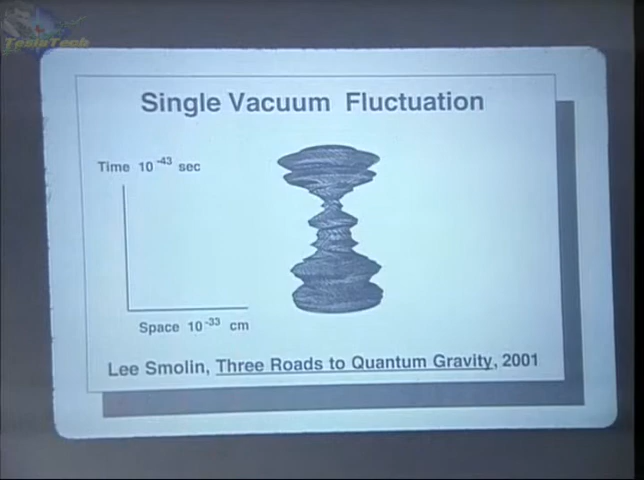 TeslaTech
Single Vacuum Fluctuation
Time 10⁻⁴³ sec
Space 10⁻³³ cm
Lee Smolin, Three Roads to Quantum Gravity, 2001